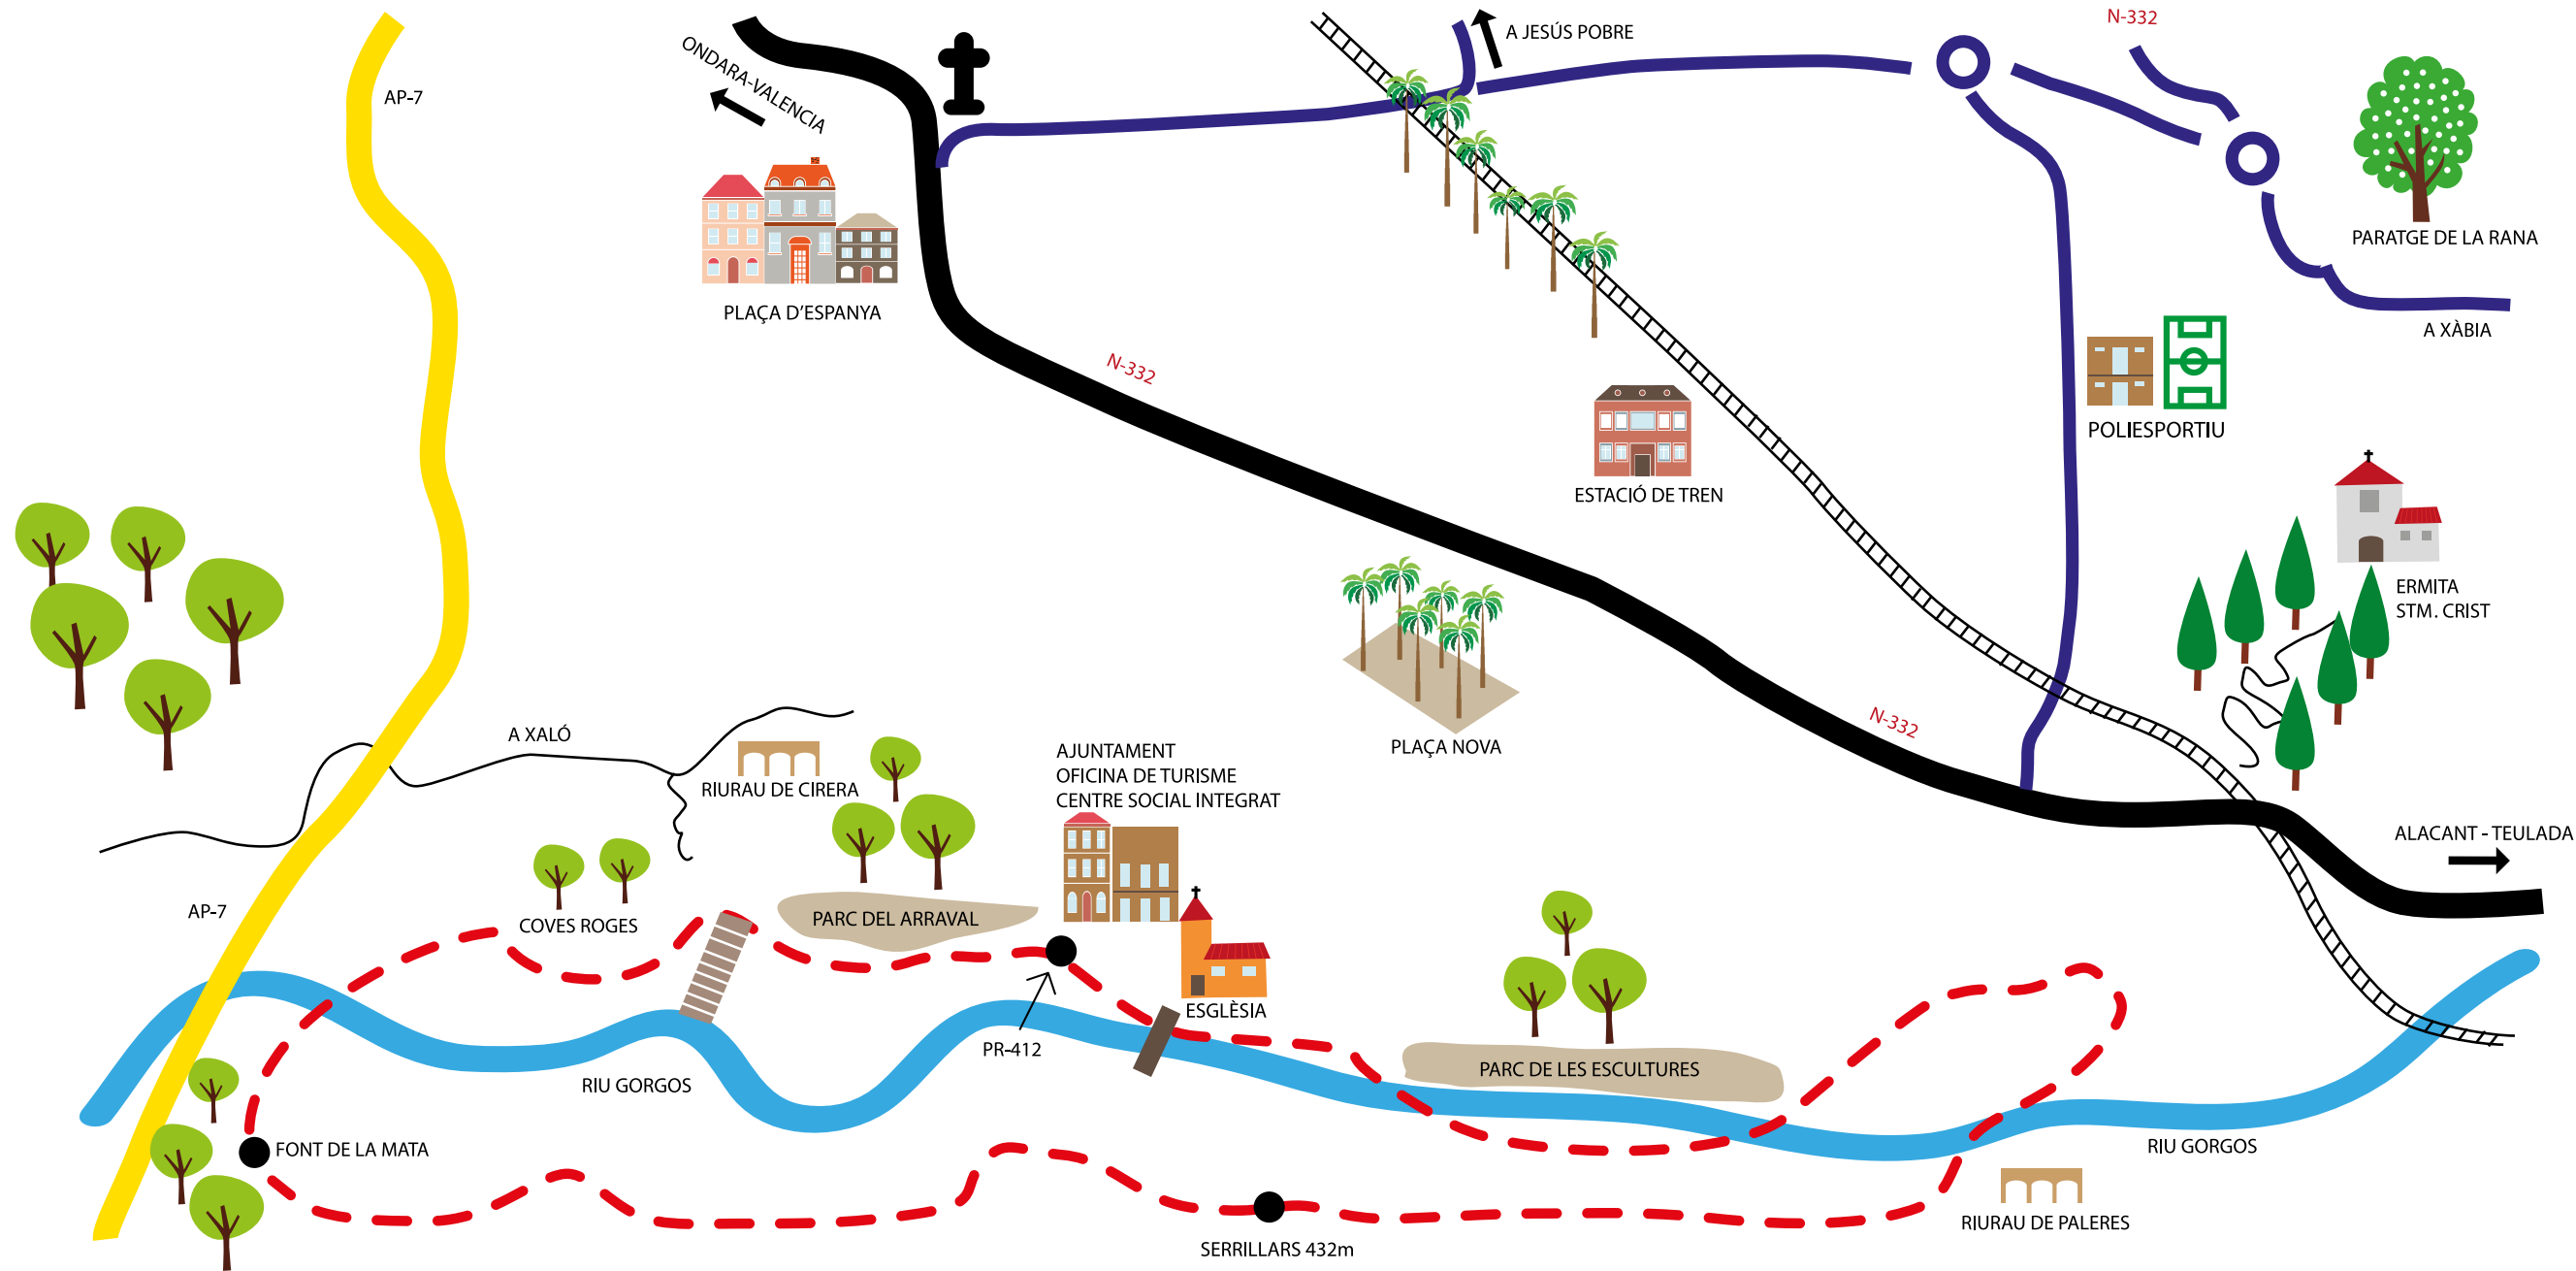 N-332
A JESÚS POBRE
ONDARA-VALENCIA
AP-7
PARATGE DE LA RANA
PLAÇA D'ESPANYA
A XÀBIA
N-332
POLIESPORTIU
ESTACIÓ DE TREN
ERMITA
STM. CRIST
N-332
A XALÓ
PLAÇA NOVA
AJUNTAMENT
OFICINA DE TURISME
CENTRE SOCIAL INTEGRAT
RIURAU DE CIRERA
ALACANT - TEULADA
AP-7
COVES ROGES
PARC DEL ARRAVAL
ESGLÈSIA
PR-412
PARC DE LES ESCULTURES
RIU GORGOS
FONT DE LA MATA
RIU GORGOS
RIURAU DE PALERES
SERRILLARS 432m